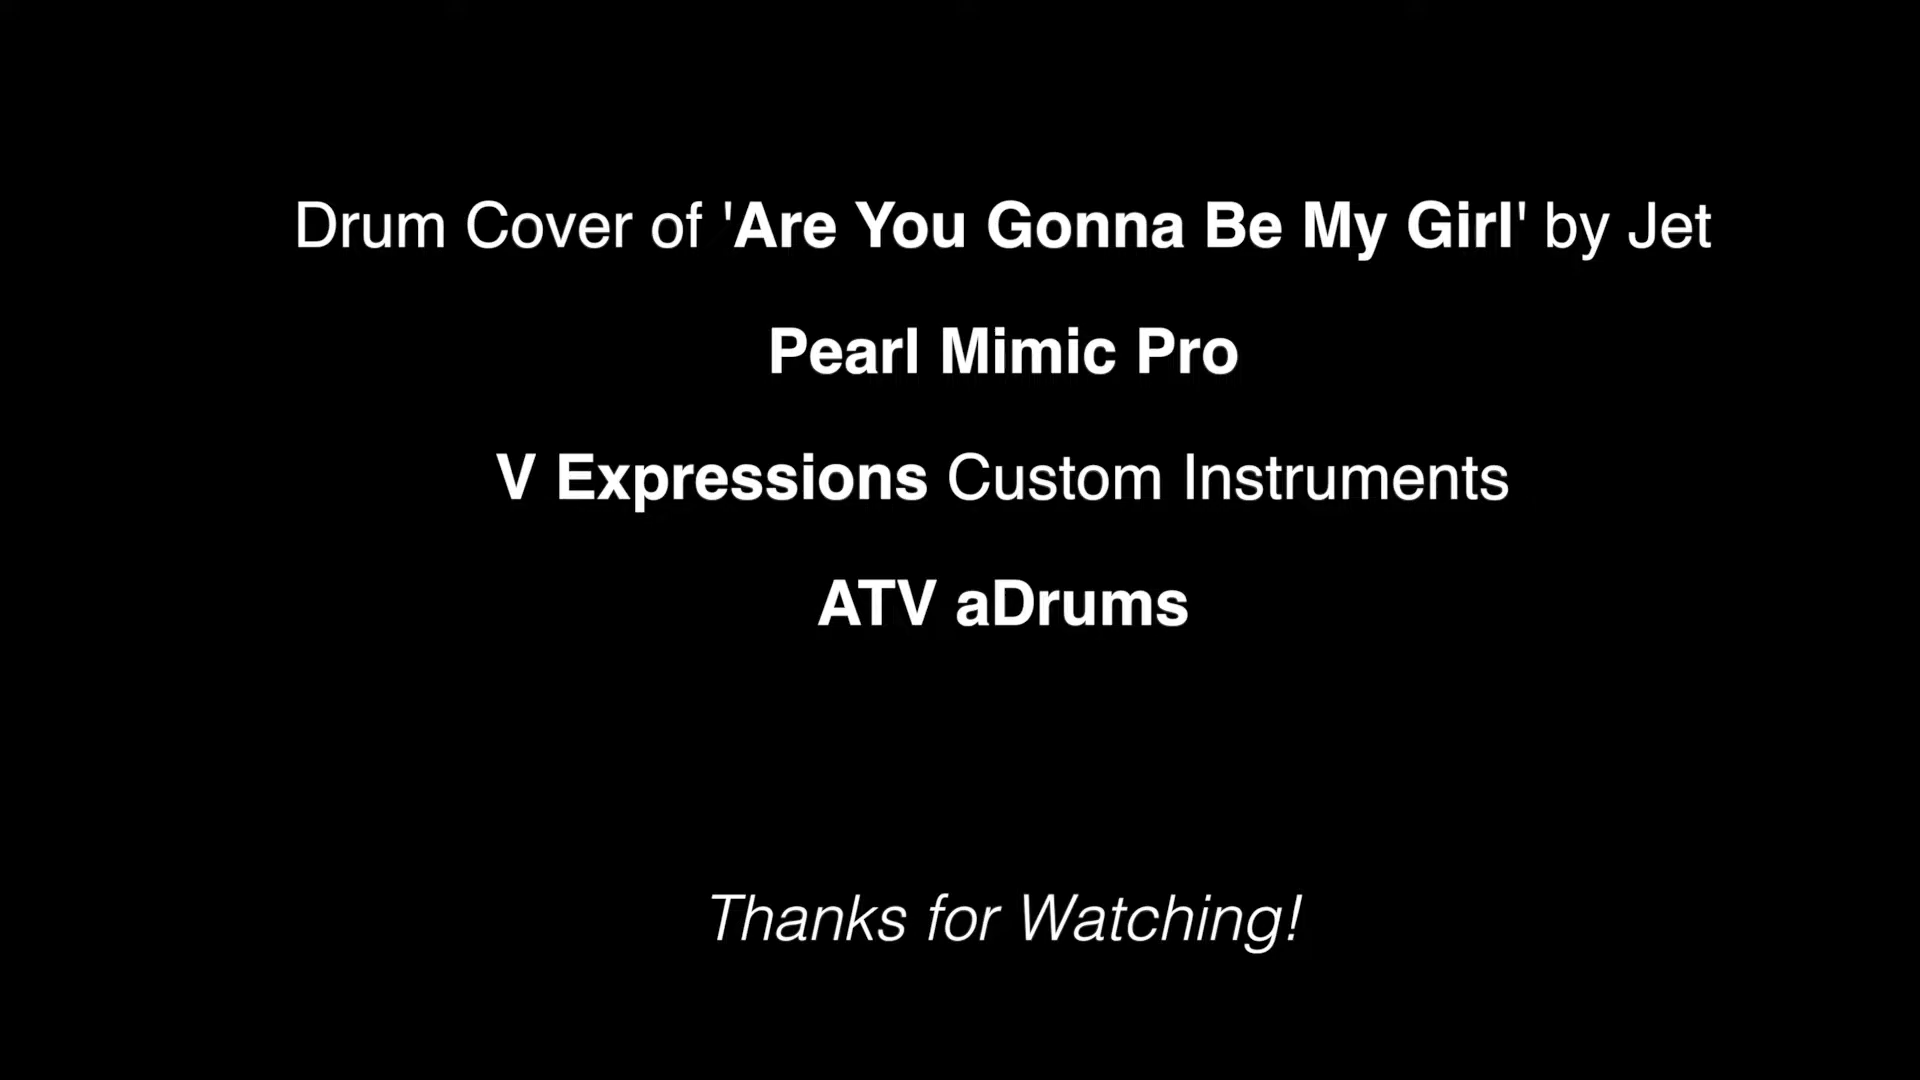 Drum Cover of 'Are You Gonna Be My Girl' by Jet
Pearl Mimic Pro
V Expressions Custom Instruments
ATV aDrums
Thanks for Watching!